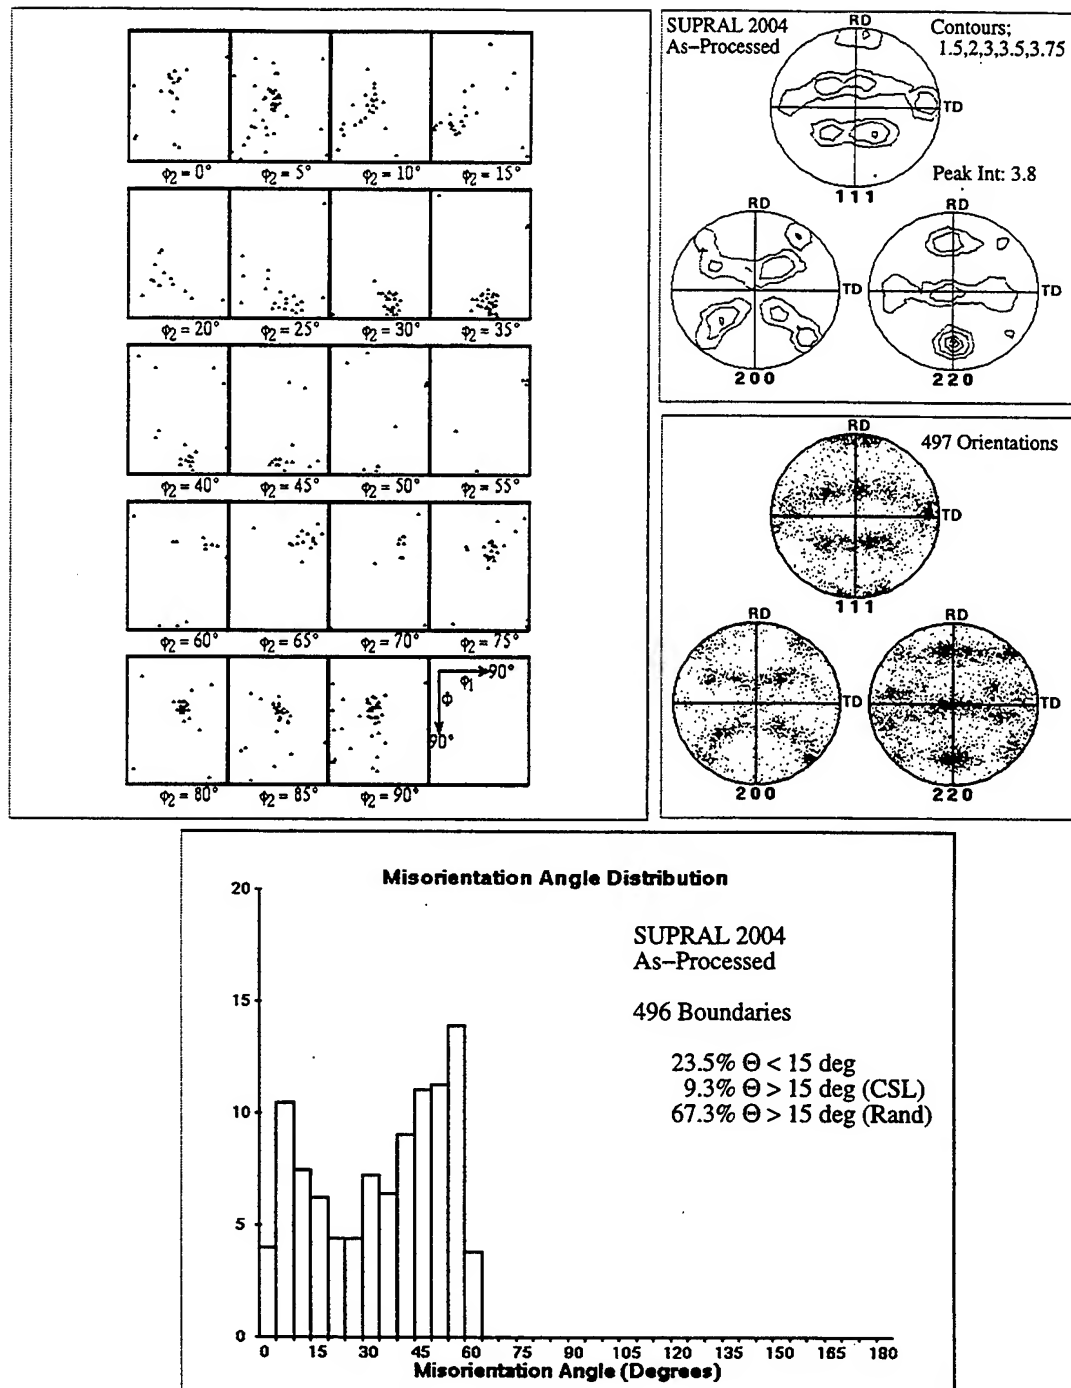 φ2 = 0° φ2 = 5° φ2 = 10° φ2 = 15°
φ2 = 20° φ2 = 25° φ2 = 30° φ2 = 35°
φ2 = 40° φ2 = 45° φ2 = 50° φ2 = 55°
φ2 = 60° φ2 = 65° φ2 = 70° φ2 = 75°
φ1 90°
Φ
90°
φ2 = 80° φ2 = 85° φ2 = 90°
SUPRAL 2004
As–Processed
Contours;
1.5,2,3,3.5,3.75
RD
TD
111
Peak Int: 3.8
RD
TD
200
RD
TD
220
497 Orientations
RD
TD
111
RD
TD
200
RD
TD
220
Misorientation Angle Distribution
SUPRAL 2004
As–Processed
496 Boundaries
23.5% Θ < 15 deg
9.3% Θ > 15 deg (CSL)
67.3% Θ > 15 deg (Rand)
20
15
10
5
0
0 15 30 45 60 75 90 105 120 135 150 165 180
Misorientation Angle (Degrees)